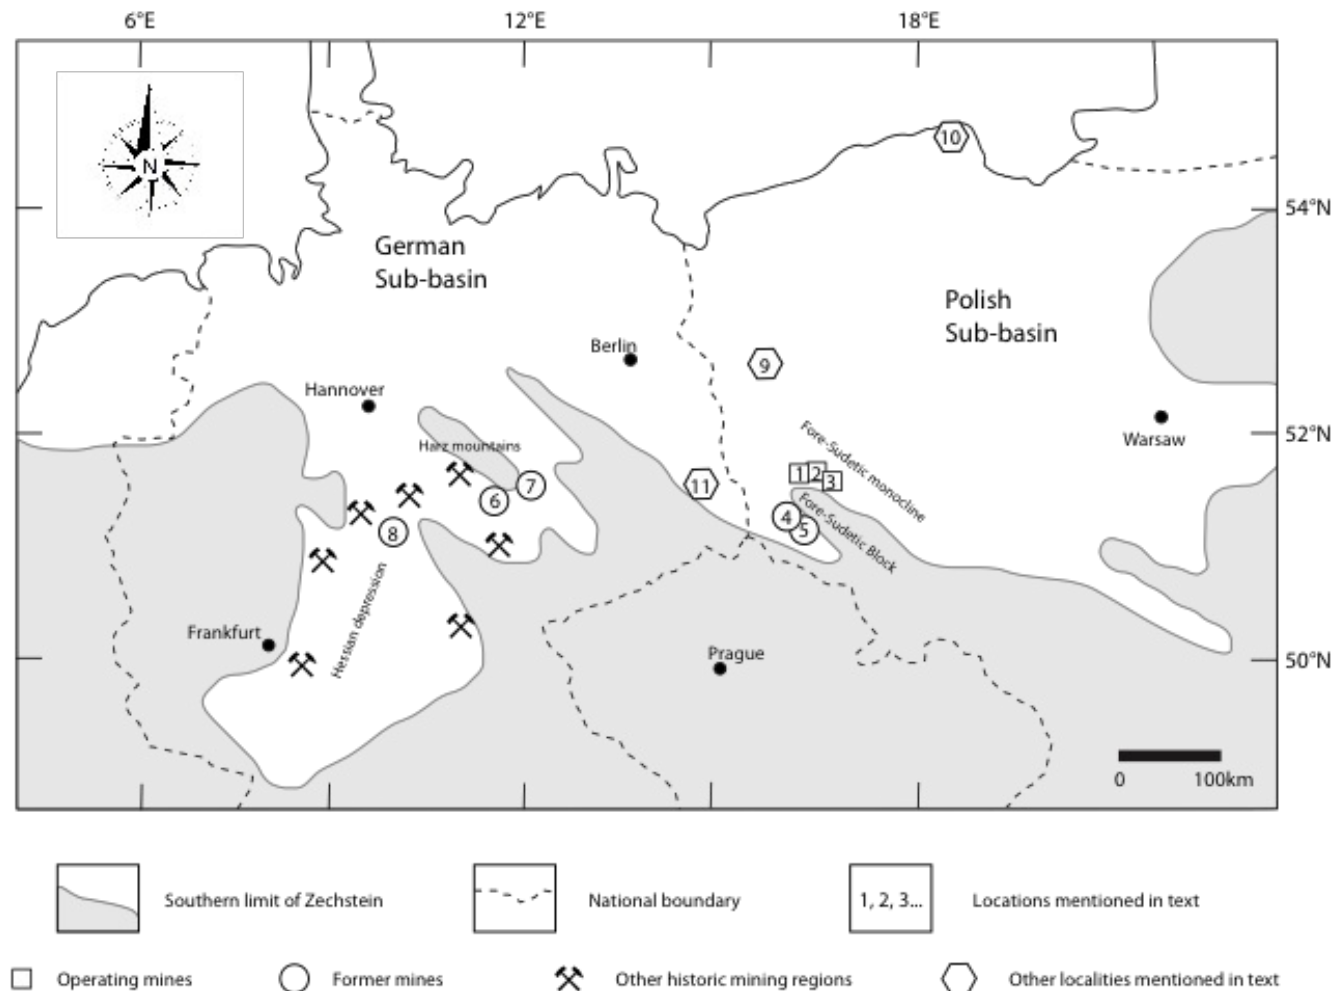 6°E
12°E
18°E
N
10
54°N
German
Sub-basin
Polish
Sub-basin
Berlin
9
Hannover
Harz mountains
Fore-Sudetic monocline
Warsaw
52°N
1
2
3
11
6
7
4
5
Fore-Sudetic Block
8
Hessian depression
Frankfurt
Prague
50°N
0 100km
Southern limit of Zechstein
National boundary
1, 2, 3...
Locations mentioned in text
Operating mines
Former mines
Other historic mining regions
Other localities mentioned in text